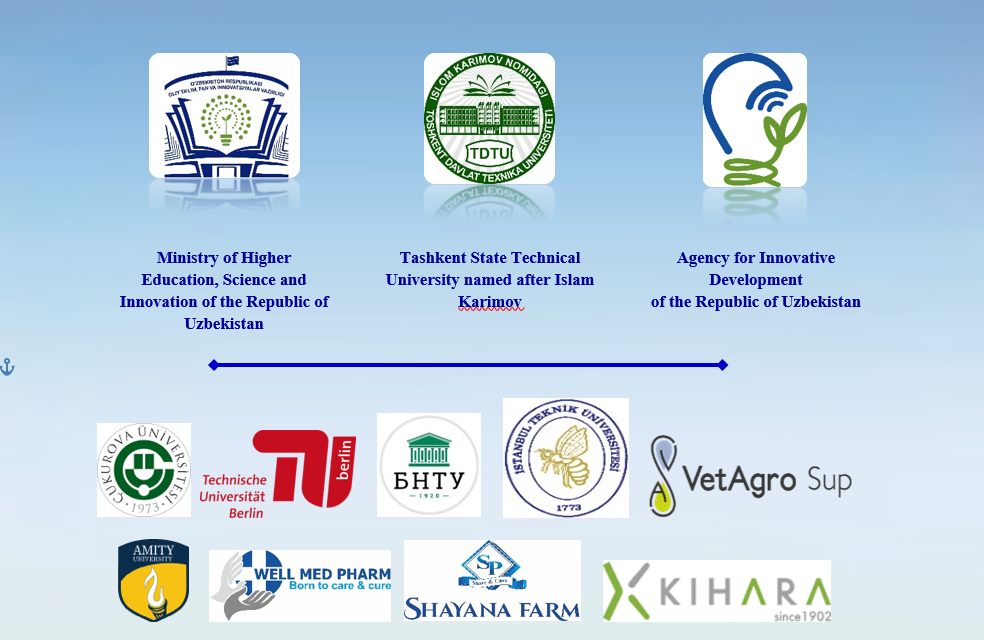 O'ZBEKISTON RESPUBLIKASI
OLIY TA'LIM, FAN VA INNOVATSIYALAR VAZIRLIGI
ISLOM KARIMOV NOMIDAGI
TOSHKENT DAVLAT TEXNIKA UNIVERSITETI
TDTU
Ministry of Higher
Education, Science and
Innovation of the Republic of
Uzbekistan
Tashkent State Technical
University named after Islam
Karimov
Agency for Innovative
Development
of the Republic of Uzbekistan
ÇUKUROVA ÜNİVERSİTESİ
·1973·
Technische
Universität
Berlin
berlin
БНТУ
1920
İSTANBUL TEKNİK ÜNİVERSİTESİ
1773
VetAgro Sup
AMITY
UNIVERSITY
WELL MED PHARM
Born to care & cure
SP
Share & Care
SHAYANA FARM
KIHARA
since1902